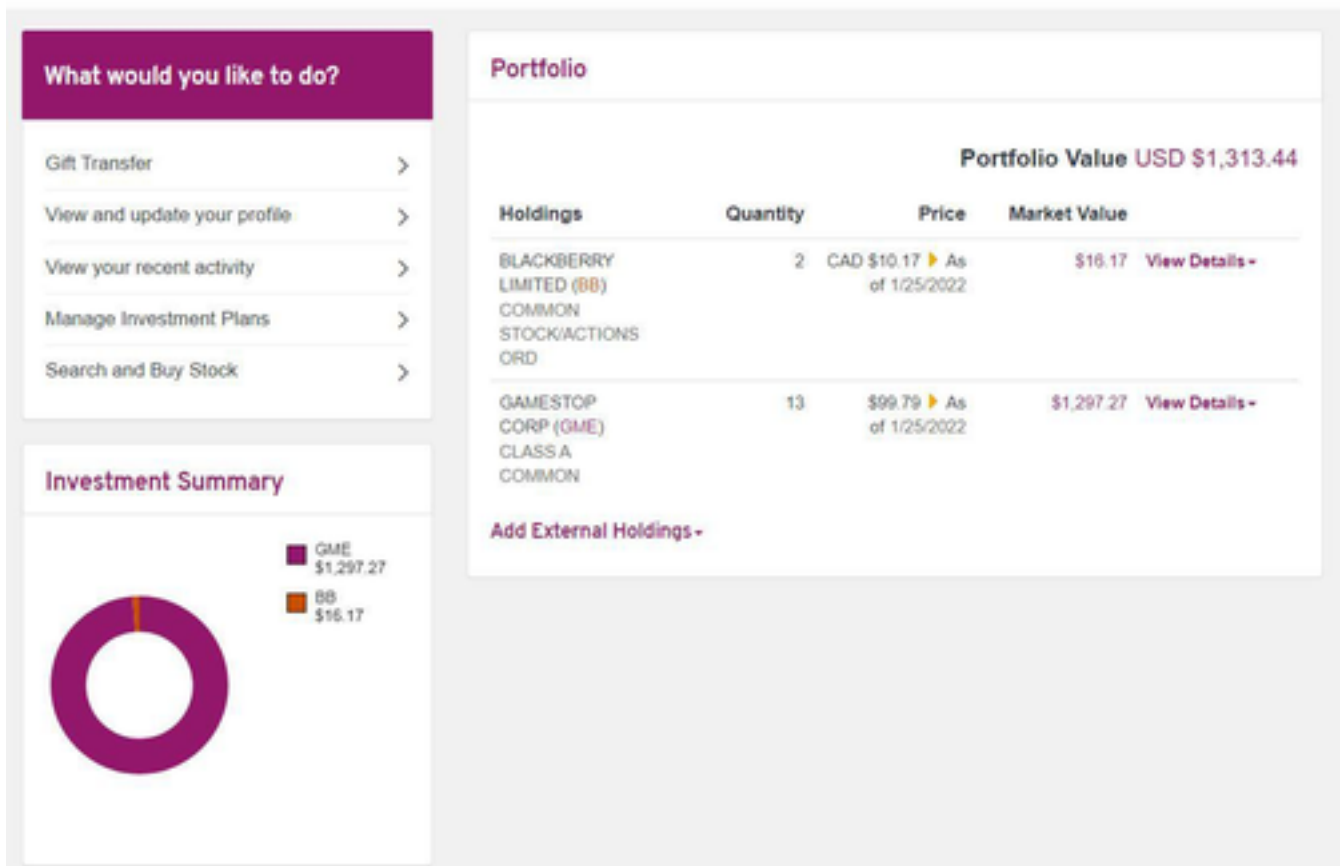 What would you like to do?
Gift Transfer
View and update your profile
View your recent activity
Manage Investment Plans
Search and Buy Stock
Investment Summary
GME
$1,297.27
BB
$16.17
Portfolio
Portfolio Value USD $1,313.44
Holdings Quantity Price Market Value
BLACKBERRY 2 CAD $10.17 As $16.17 View Details
LIMITED (BB) of 1/25/2022
COMMON
STOCK/ACTIONS
ORD
GAMESTOP 13 $99.79 As $1,297.27 View Details
CORP (GME) of 1/25/2022
CLASS A
COMMON
Add External Holdings